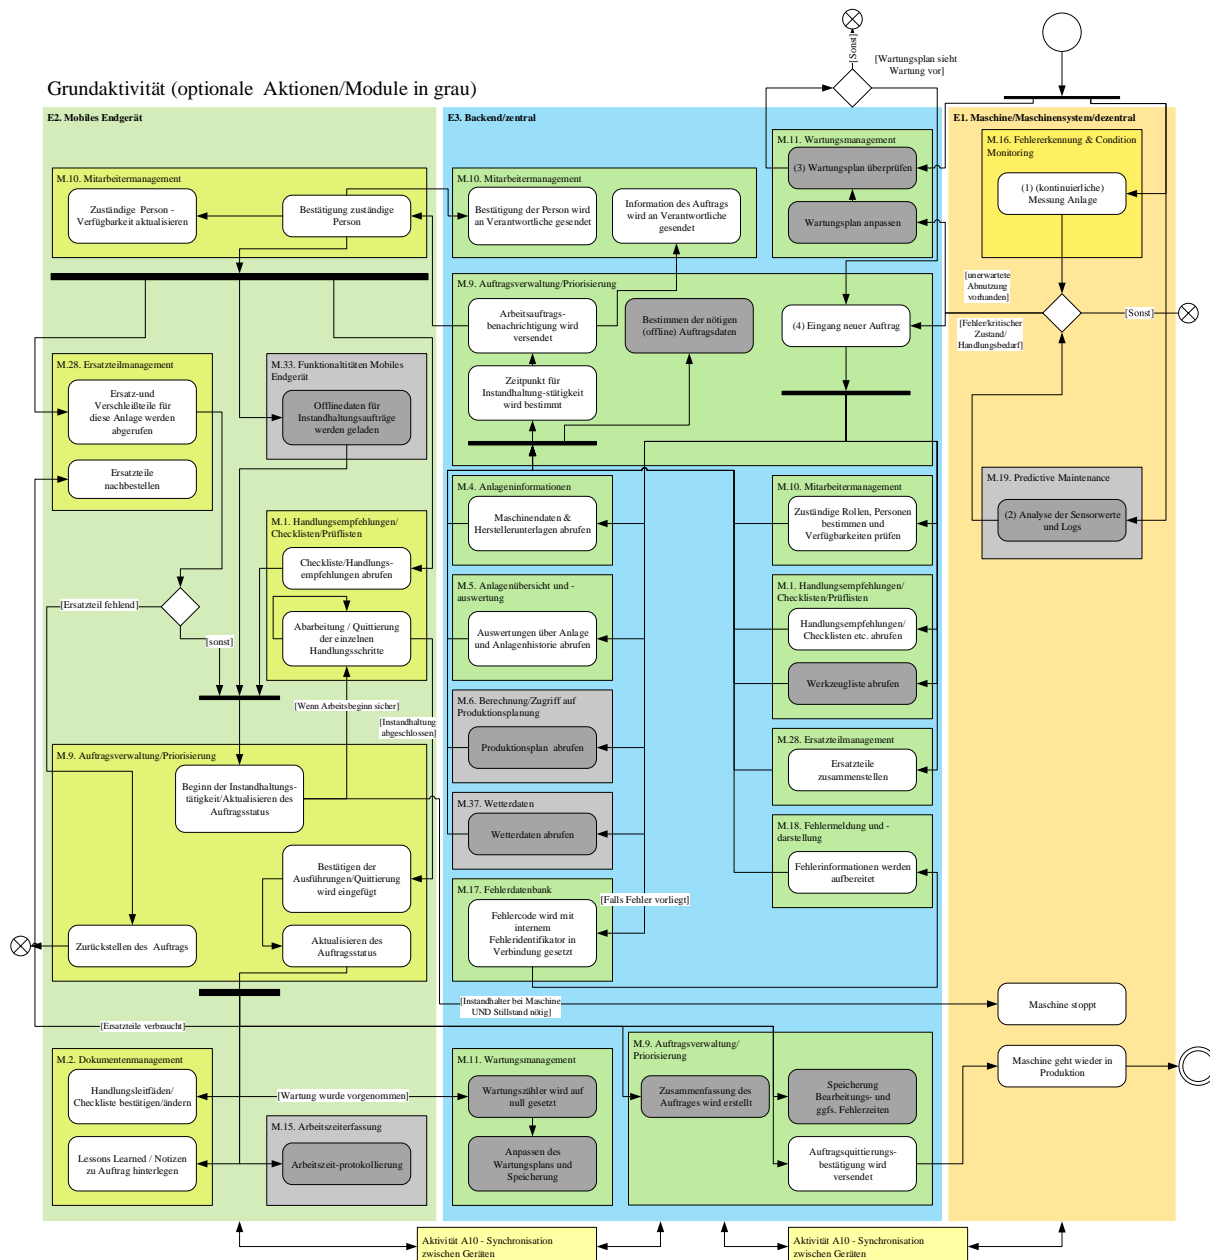 [Sonst]
[Wartungsplan sieht
Wartung vor]
Grundaktivität (optionale Aktionen/Module in grau)
E2. Mobiles Endgerät
M.10. Mitarbeitermanagement
Zuständige Person -
Verfügbarkeit aktualisieren
Bestätigung zuständige
Person
M.28. Ersatzteilmanagement
Ersatz-und
Verschleißteile für
diese Anlage werden
abgerufen
Ersatzteile
nachbestellen
M.33. Funktionaltitäten Mobiles
Endgerät
Offlinedaten für
Instandhaltungsaufträge
werden geladen
M.1. Handlungsempfehlungen/
Checklisten/Prüflisten
Checkliste/Handlungs-
empfehlungen abrufen
Abarbeitung / Quittierung
der einzelnen
Handlungsschritte
[Ersatzteil fehlend]
[sonst]
[Wenn Arbeitsbeginn sicher]
[Instandhaltung
abgeschlossen]
M.9. Auftragsverwaltung/Priorisierung
Beginn der Instandhaltungs-
tätigkeit/Aktualisieren des
Auftragsstatus
Bestätigen der
Ausführungen/Quittierung
wird eingefügt
Zurückstellen des Auftrags
Aktualisieren des
Auftragsstatus
[Ersatzteile verbraucht]
M.2. Dokumentenmanagement
Handlungsleitfäden/
Checkliste bestätigen/ändern
Lessons Learned / Notizen
zu Auftrag hinterlegen
[Wartung wurde vorgenommen]
M.15. Arbeitszeiterfassung
Arbeitszeit-protokollierung
E3. Backend/zentral
M.10. Mitarbeitermanagement
Bestätigung der Person wird
an Verantwortliche gesendet
Information des Auftrags
wird an Verantwortliche
gesendet
M.11. Wartungsmanagement
(3) Wartungsplan überprüfen
Wartungsplan anpassen
M.9. Auftragsverwaltung/Priorisierung
Arbeitsauftrags-
benachrichtigung wird
versendet
Bestimmen der nötigen
(offline) Auftragsdaten
(4) Eingang neuer Auftrag
Zeitpunkt für
Instandhaltung-stätigkeit
wird bestimmt
M.4. Anlageninformationen
Maschinendaten &
Herstellerunterlagen abrufen
M.5. Anlagenübersicht und -
auswertung
Auswertungen über Anlage
und Anlagenhistorie abrufen
M.6. Berechnung/Zugriff auf
Produktionsplanung
Produktionsplan abrufen
M.37. Wetterdaten
Wetterdaten abrufen
M.17. Fehlerdatenbank
Fehlercode wird mit
internem
Fehleridentifikator in
Verbindung gesetzt
[Falls Fehler vorliegt]
M.10. Mitarbeitermanagement
Zuständige Rollen, Personen
bestimmen und
Verfügbarkeiten prüfen
M.1. Handlungsempfehlungen/
Checklisten/Prüflisten
Handlungsempfehlungen/
Checklisten etc. abrufen
Werkzeugliste abrufen
M.28. Ersatzteilmanagement
Ersatzteile
zusammenstellen
M.18. Fehlermeldung und -
darstellung
Fehlerinformationen werden
aufbereitet
[Instandhalter bei Maschine
UND Stillstand nötig]
M.11. Wartungsmanagement
Wartungszähler wird auf
null gesetzt
Anpassen des
Wartungsplans und
Speicherung
M.9. Auftragsverwaltung/
Priorisierung
Zusammenfassung des
Auftrages wird erstellt
Speicherung
Bearbeitungs- und
ggfs. Fehlerzeiten
Auftragsquittierungs-
bestätigung wird
versendet
E1. Maschine/Maschinensystem/dezentral
M.16. Fehlererkennung & Condition
Monitoring
(1) (kontinuierliche)
Messung Anlage
[unerwartete
Abnutzung
vorhanden]
[Fehler/kritischer
Zustand/
Handlungsbedarf]
[Sonst]
M.19. Predictive Maintenance
(2) Analyse der Sensorwerte
und Logs
Maschine stoppt
Maschine geht wieder in
Produktion
Aktivität A10 - Synchronisation
zwischen Geräten
Aktivität A10 - Synchronisation
zwischen Geräten